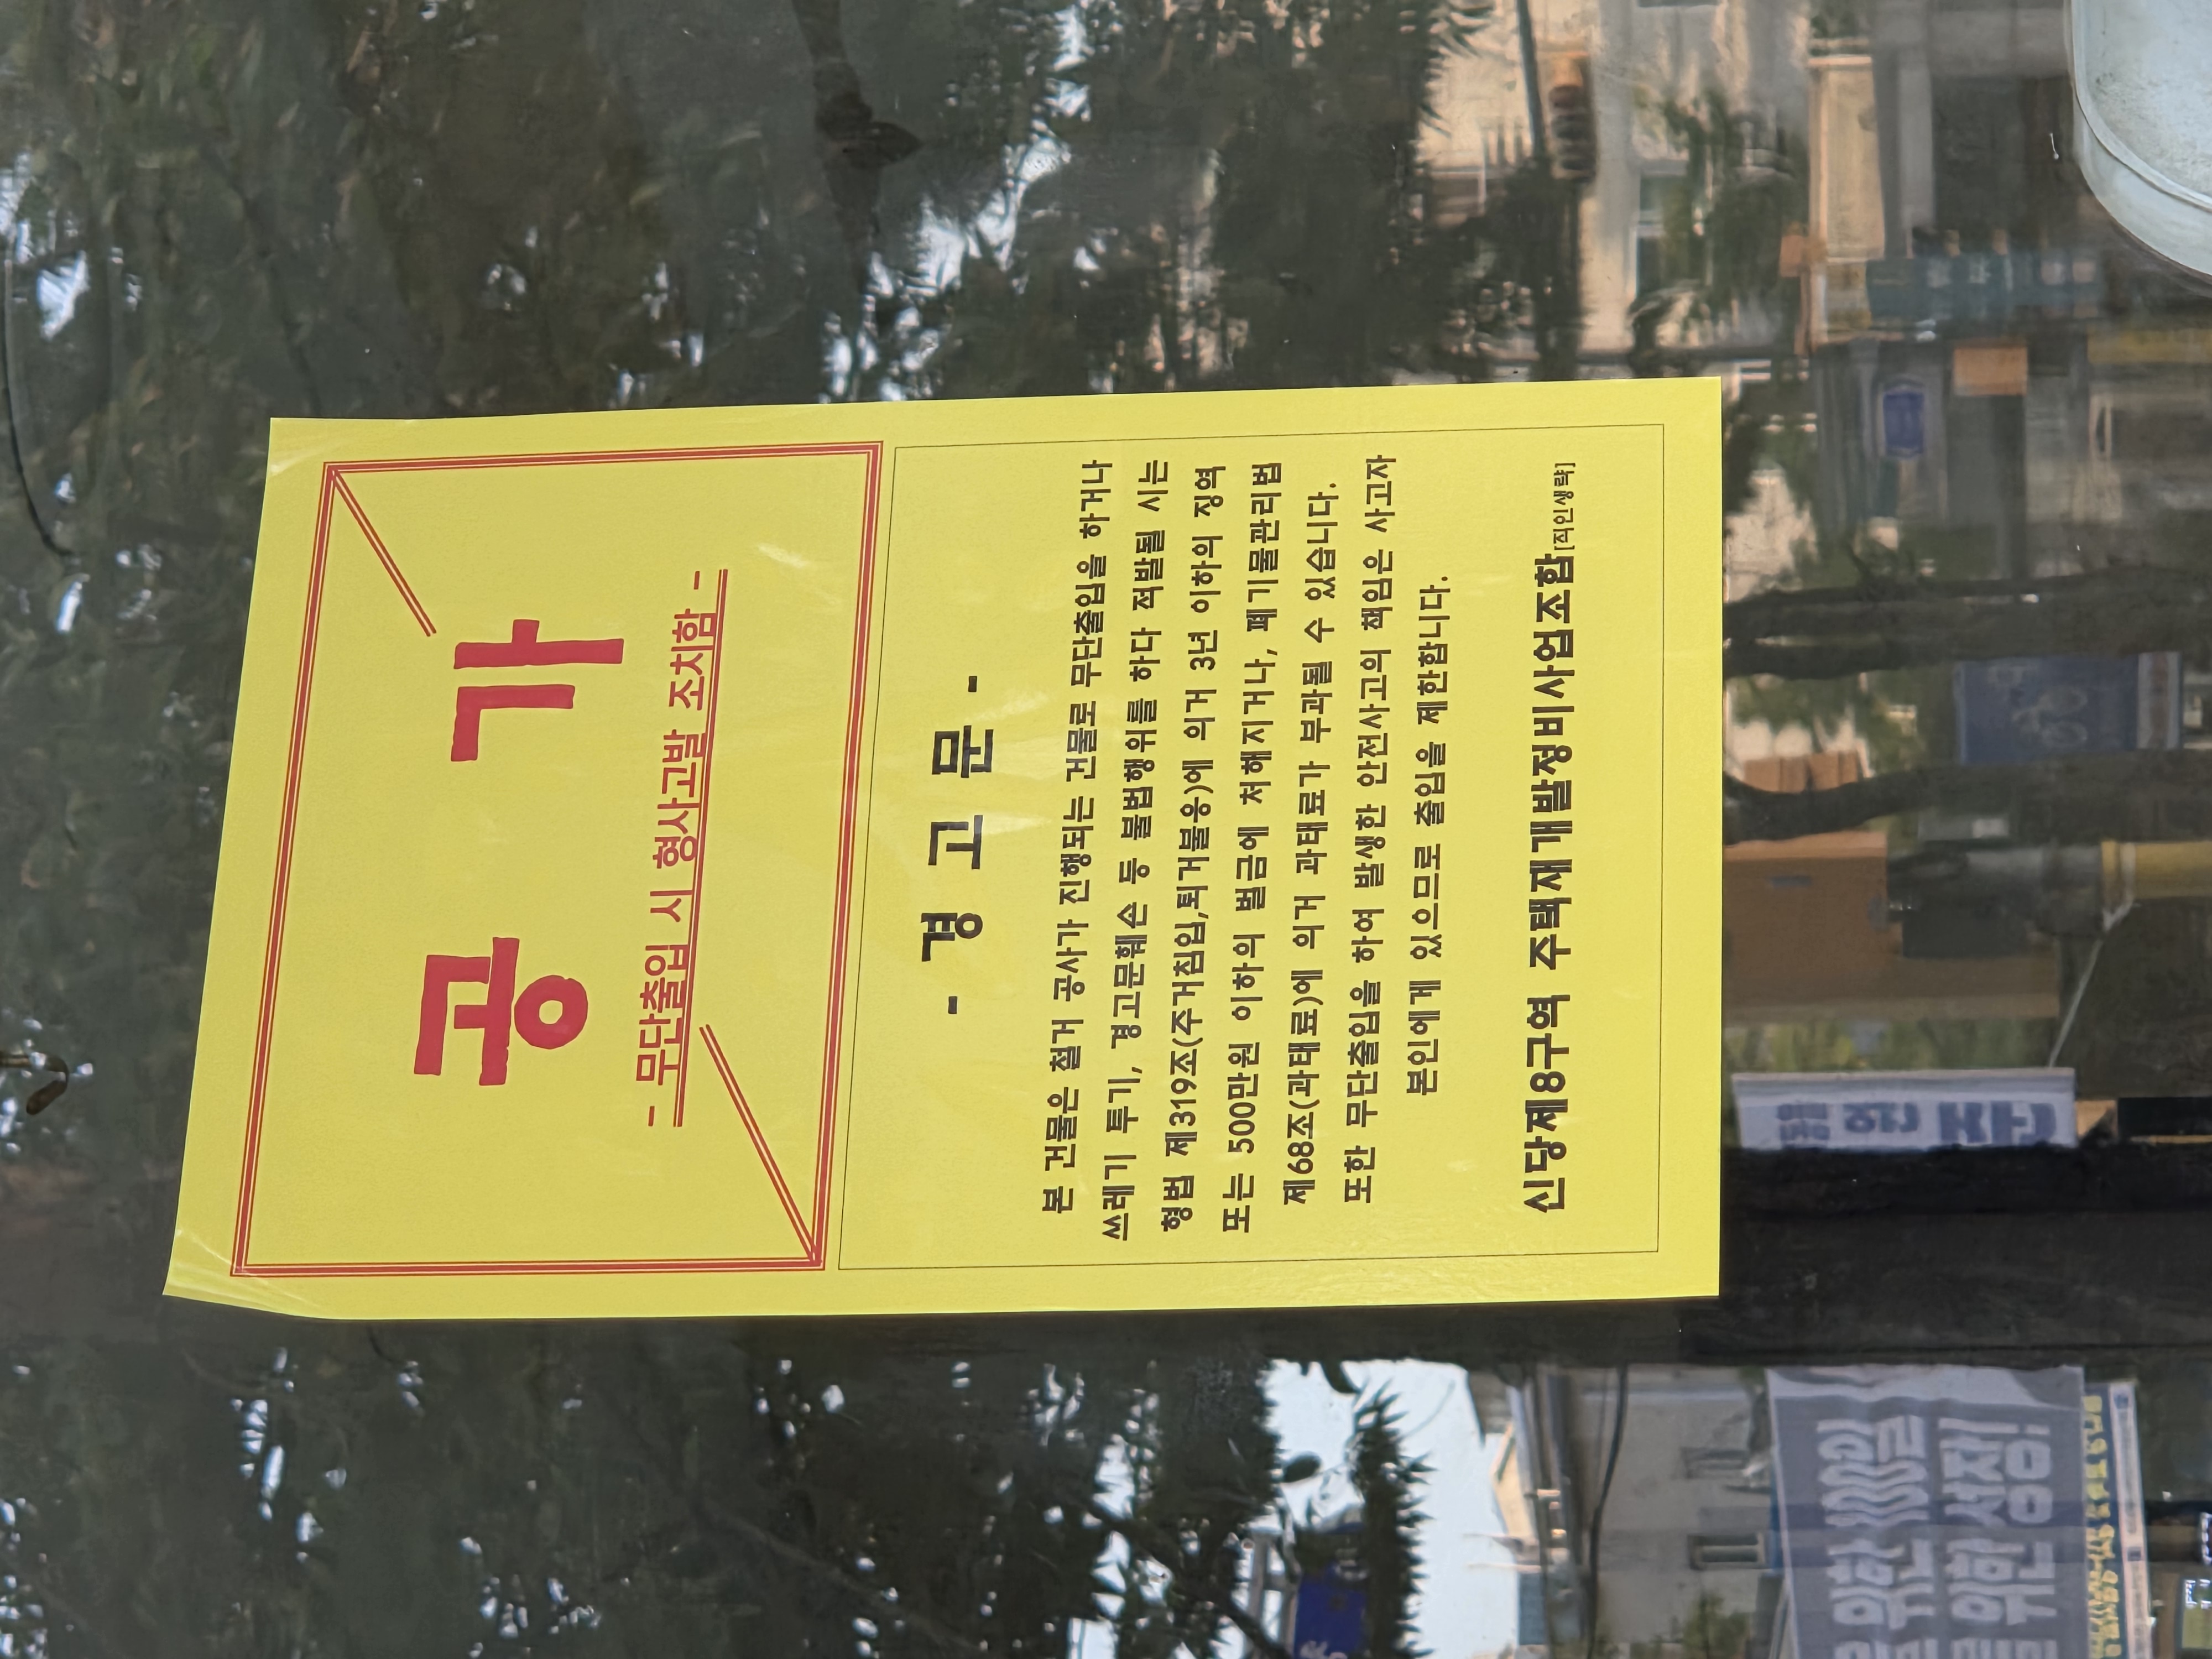 공 가
- 무단출입 시 형사고발 조치함 -
- 경 고 문 -
본 건물은 철거 공사가 진행되는 건물로 무단출입을 하거나
쓰레기 투기, 경고문훼손 등 불법행위를 하다 적발될 시는
형법 제319조(주거침입,퇴거불응)에 의거 3년 이하의 징역
또는 500만원 이하의 벌금에 처해지거나, 폐기물관리법
제68조(과태료)에 의거 과태료가 부과될 수 있습니다.
또한 무단출입을 하여 발생한 안전사고의 책임은 사고자
본인에게 있으므로 출입을 제한합니다.
신당제8구역 주택재개발정비사업조합[직인생략]